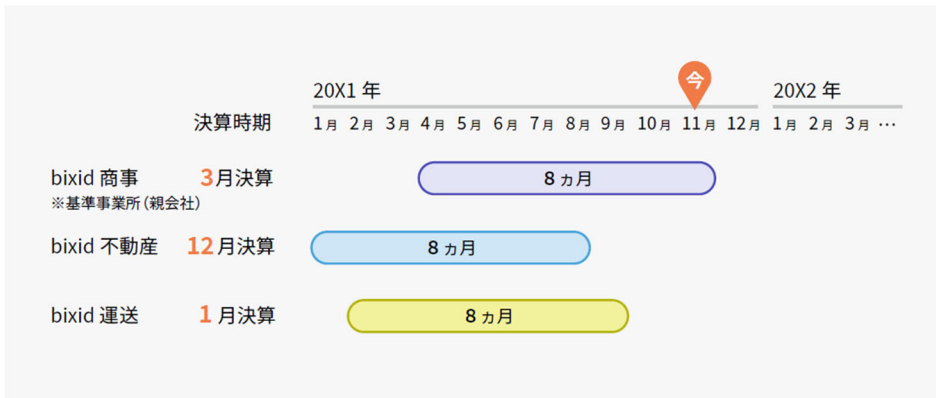 今
20X1 年 20X2 年
決算時期 1月 2月 3月 4月 5月 6月 7月 8月 9月 10月 11月 12月 1月 2月 3月 …
bixid 商事 3月決算 8 ヵ月
※基準事業所（親会社）
bixid 不動産 12月決算 8 ヵ月
bixid 運送 1月決算 8 ヵ月